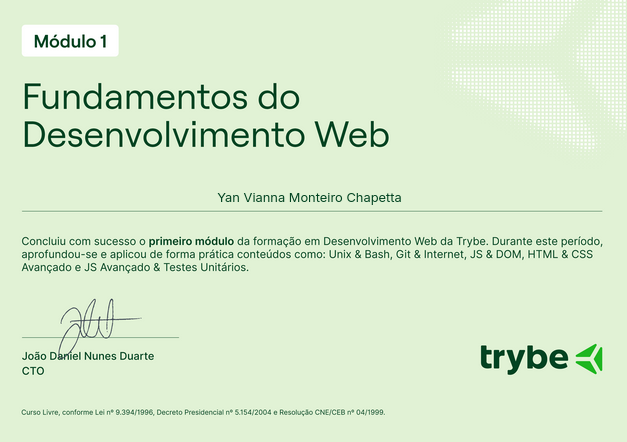 Módulo 1
Fundamentos do
Desenvolvimento Web
Yan Vianna Monteiro Chapetta
Concluiu com sucesso o primeiro módulo da formação em Desenvolvimento Web da Trybe. Durante este período,
aprofundou-se e aplicou de forma prática conteúdos como: Unix & Bash, Git & Internet, JS & DOM, HTML & CSS
Avançado e JS Avançado & Testes Unitários.
João Daniel Nunes Duarte
CTO
trybe
Curso Livre, conforme Lei nº 9.394/1996, Decreto Presidencial nº 5.154/2004 e Resolução CNE/CEB nº 04/1999.